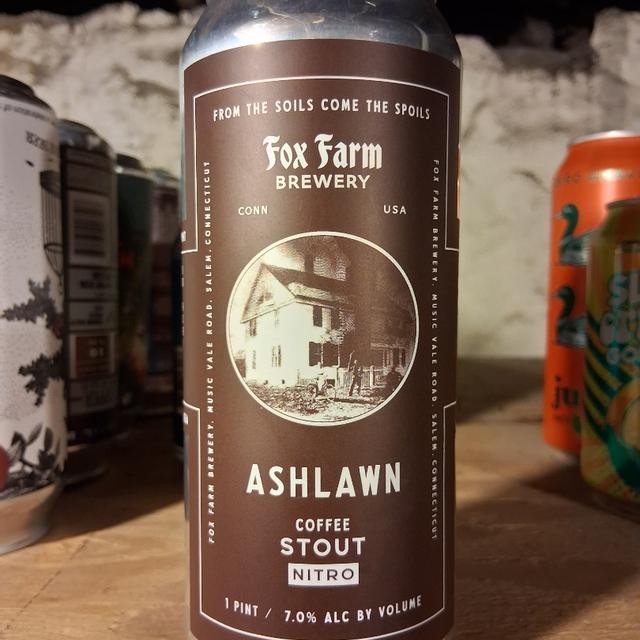 FROM THE SOILS COME THE SPOILS
Fox Farm
BREWERY
CONN USA
FOX FARM BREWERY, MUSIC VALE ROAD, SALEM, CONNECTICUT
FOX FARM BREWERY, MUSIC VALE ROAD, SALEM, CONNECTICUT
ASHLAWN
COFFEE
STOUT
NITRO
1 PINT / 7.0% ALC BY VOLUME
ju